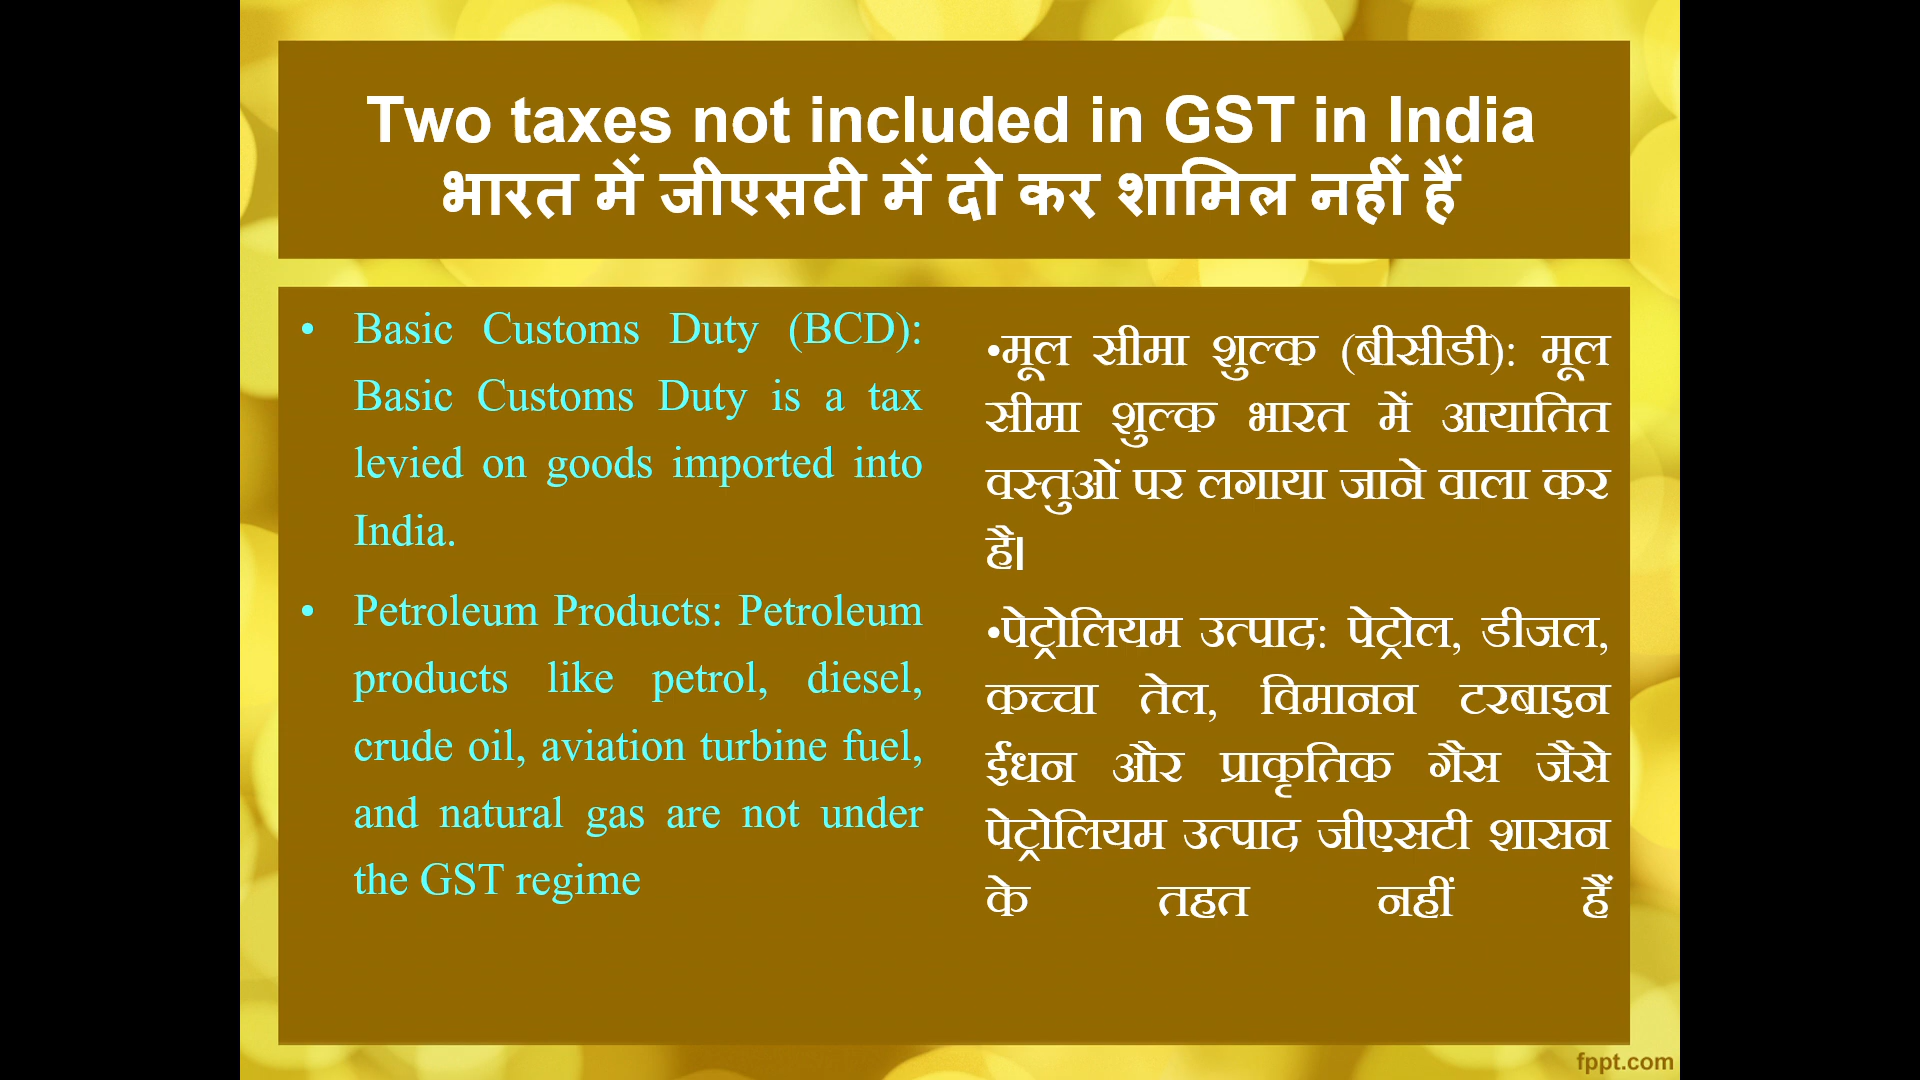 Two taxes not included in GST in India
भारत में जीएसटी में दो कर शामिल नहीं हैं
• Basic Customs Duty (BCD):
Basic Customs Duty is a tax
levied on goods imported into
India.
• Petroleum Products: Petroleum
products like petrol, diesel,
crude oil, aviation turbine fuel,
and natural gas are not under
the GST regime
•मूल सीमा शुल्क (बीसीडी): मूल
सीमा शुल्क भारत में आयातित
वस्तुओं पर लगाया जाने वाला कर
है।
•पेट्रोलियम उत्पाद: पेट्रोल, डीजल,
कच्चा तेल, विमानन टरबाइन
ईंधन और प्राकृतिक गैस जैसे
पेट्रोलियम उत्पाद जीएसटी शासन
के तहत नहीं हैं
fppt.com